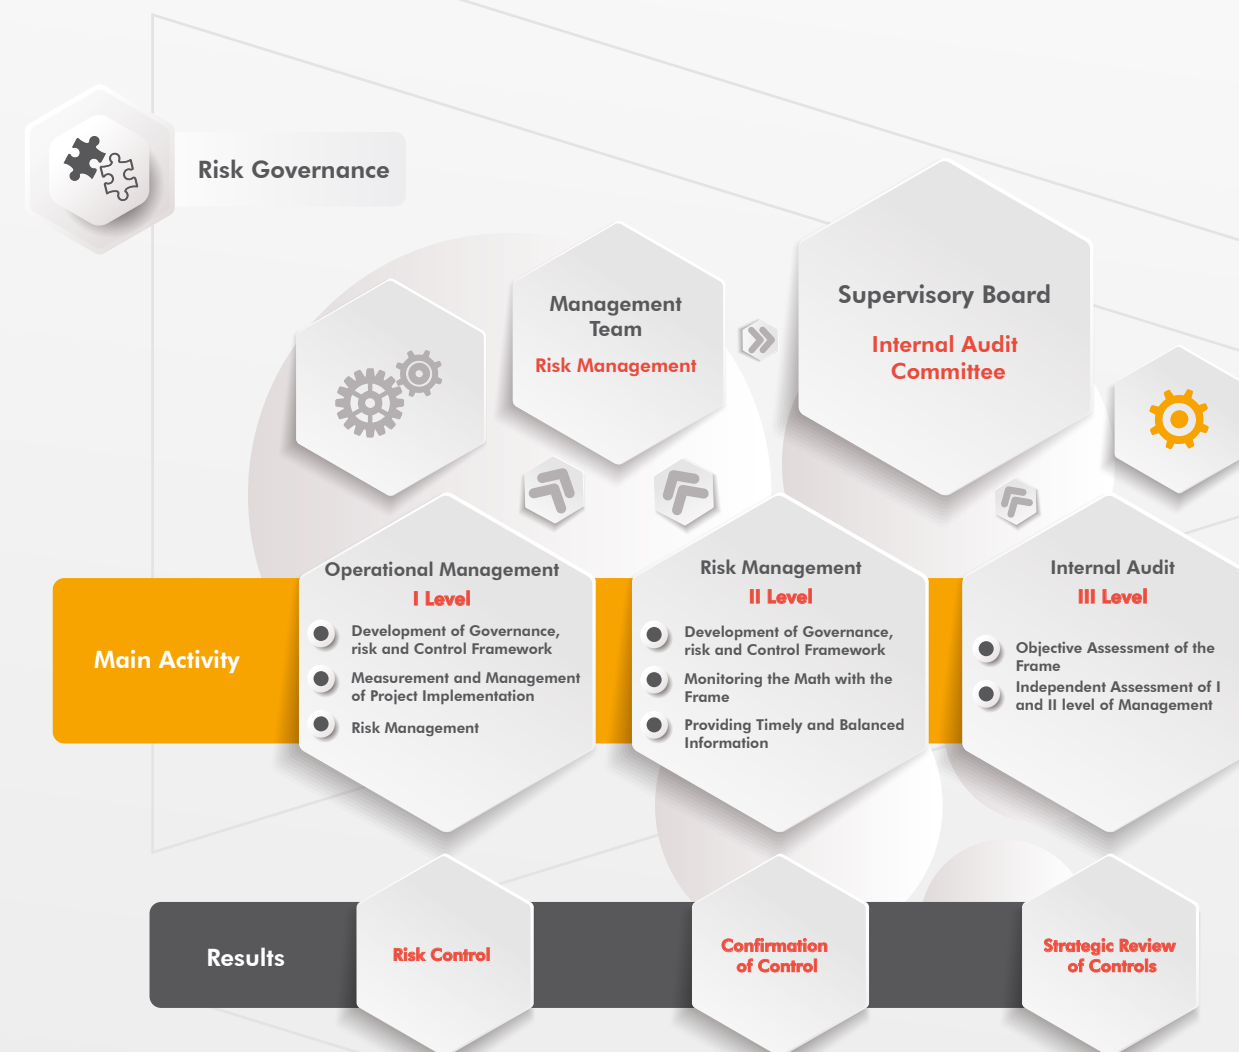 Risk Governance
Management
Team
Risk Management
Supervisory Board
Internal Audit
Committee
Main Activity
Operational Management
I Level
Development of Governance,
risk and Control Framework
Measurement and Management
of Project Implementation
Risk Management
Risk Management
II Level
Development of Governance,
risk and Control Framework
Monitoring the Math with the
Frame
Providing Timely and Balanced
Information
Internal Audit
III Level
Objective Assessment of the
Frame
Independent Assessment of I
and II level of Management
Results
Risk Control
Confirmation
of Control
Strategic Review
of Controls